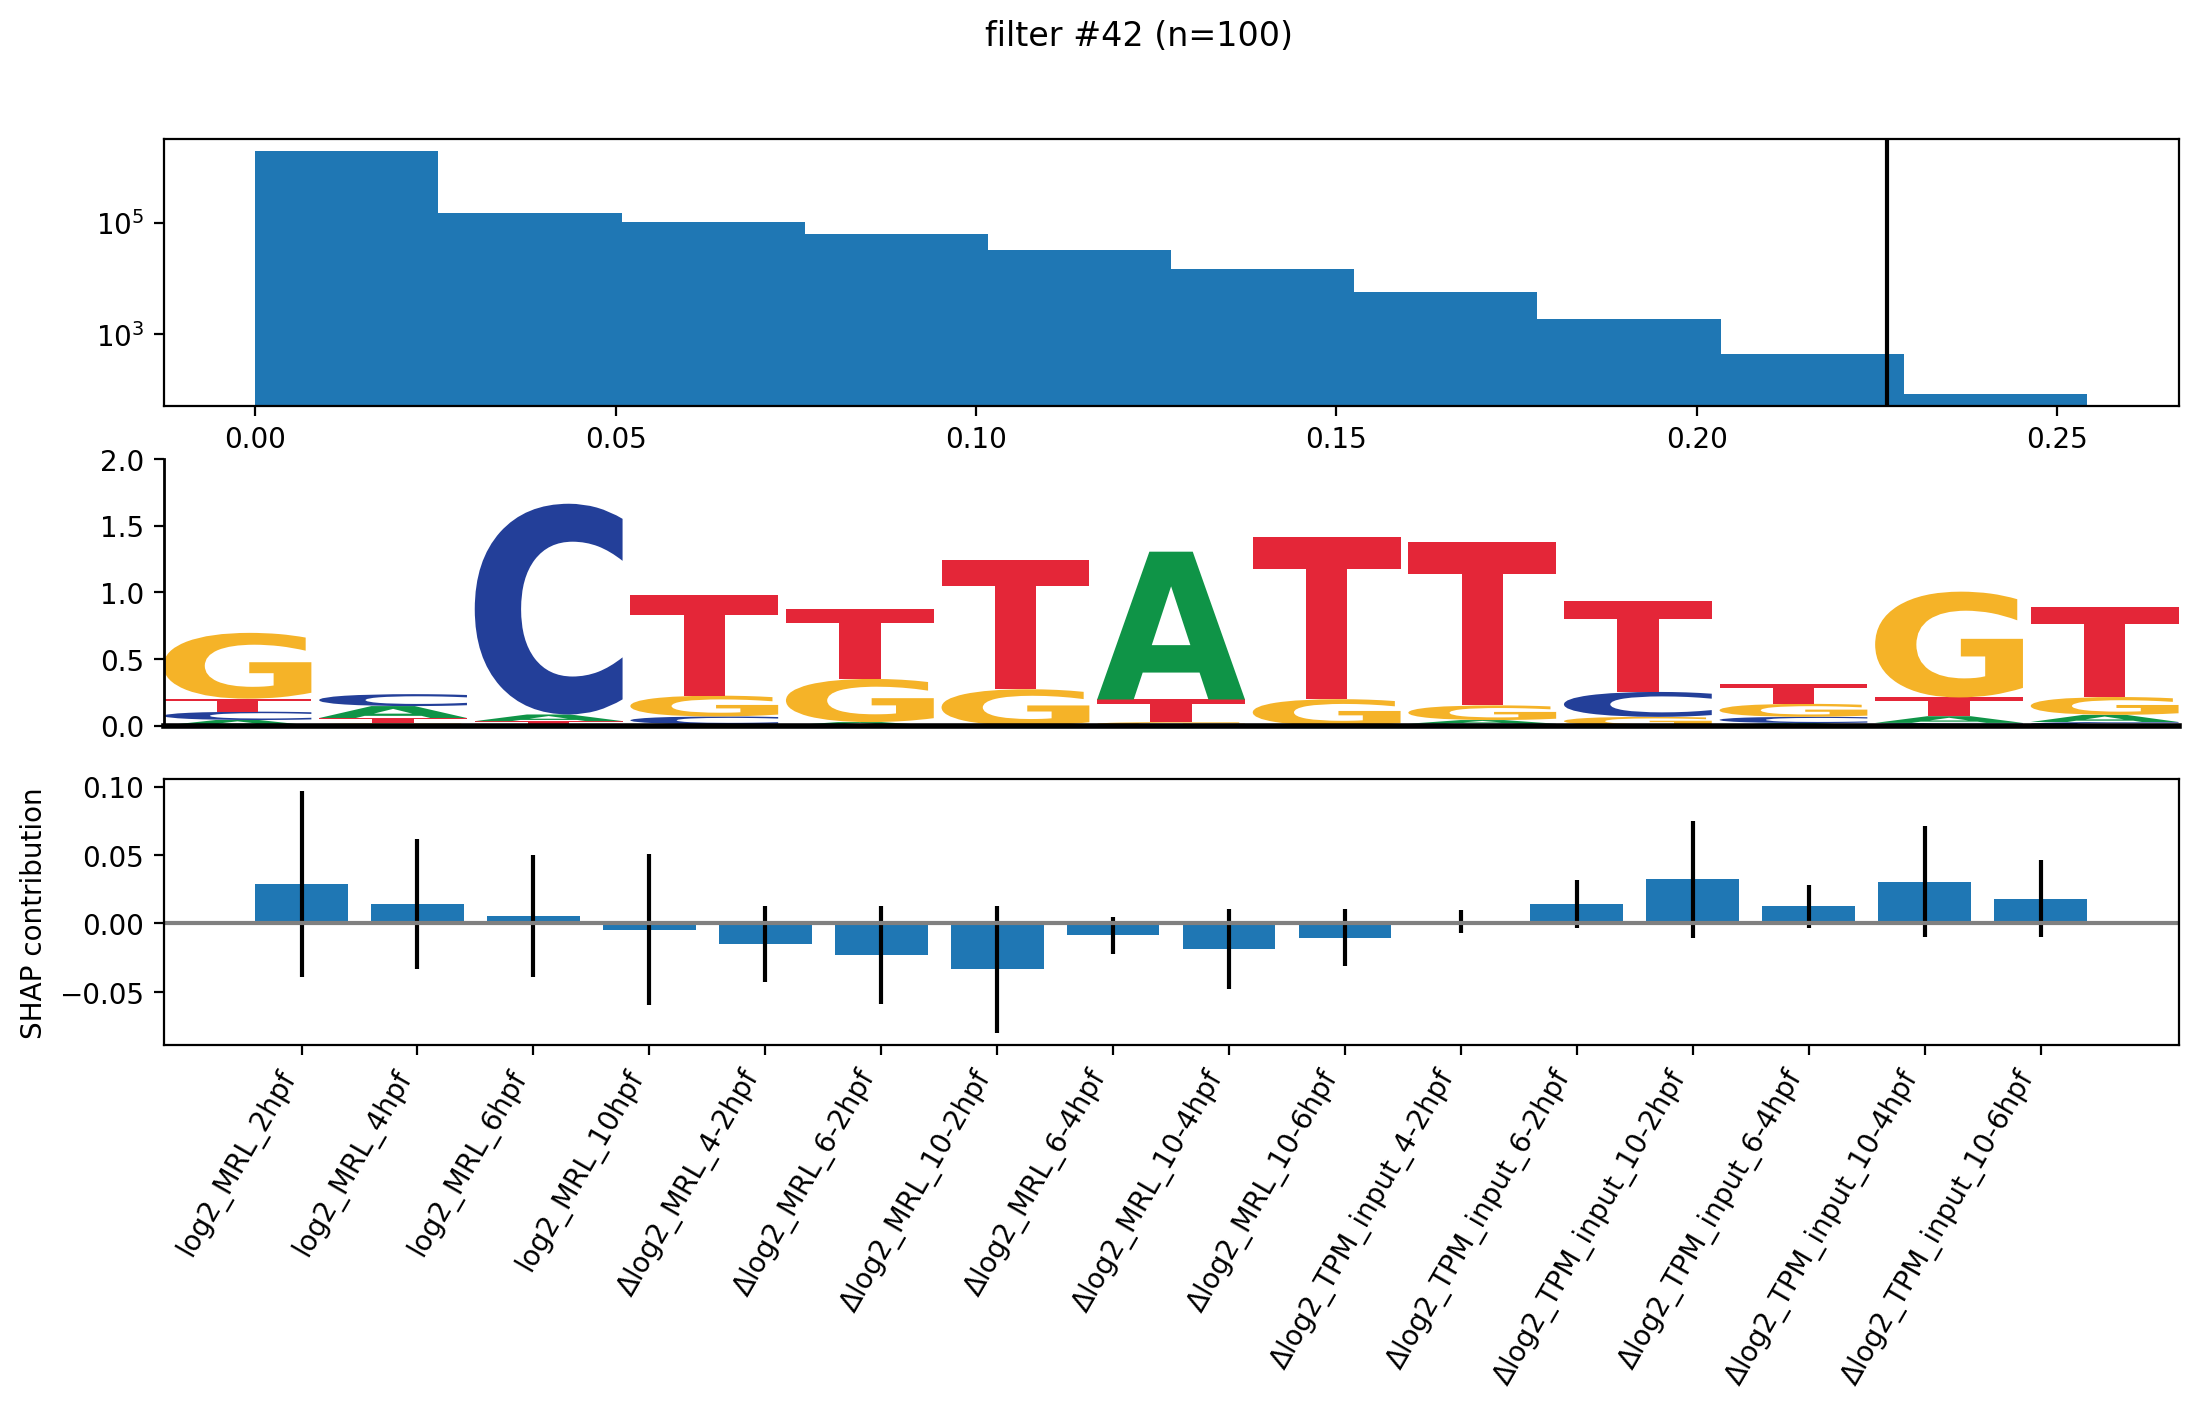 filter #42 (n=100)
10⁵
10³
0.00 0.05 0.10 0.15 0.20 0.25
2.0
1.5
1.0
0.5
0.0
G C C T T T A T T T T G T
T A A G G G T G G C G T G
C T T C A G A G C A A
A C
SHAP contribution
0.10
0.05
0.00
−0.05
log2_MRL_2hpf
log2_MRL_4hpf
log2_MRL_6hpf
log2_MRL_10hpf
Δlog2_MRL_4-2hpf
Δlog2_MRL_6-2hpf
Δlog2_MRL_10-2hpf
Δlog2_MRL_6-4hpf
Δlog2_MRL_10-4hpf
Δlog2_MRL_10-6hpf
Δlog2_TPM_input_4-2hpf
Δlog2_TPM_input_6-2hpf
Δlog2_TPM_input_10-2hpf
Δlog2_TPM_input_6-4hpf
Δlog2_TPM_input_10-4hpf
Δlog2_TPM_input_10-6hpf